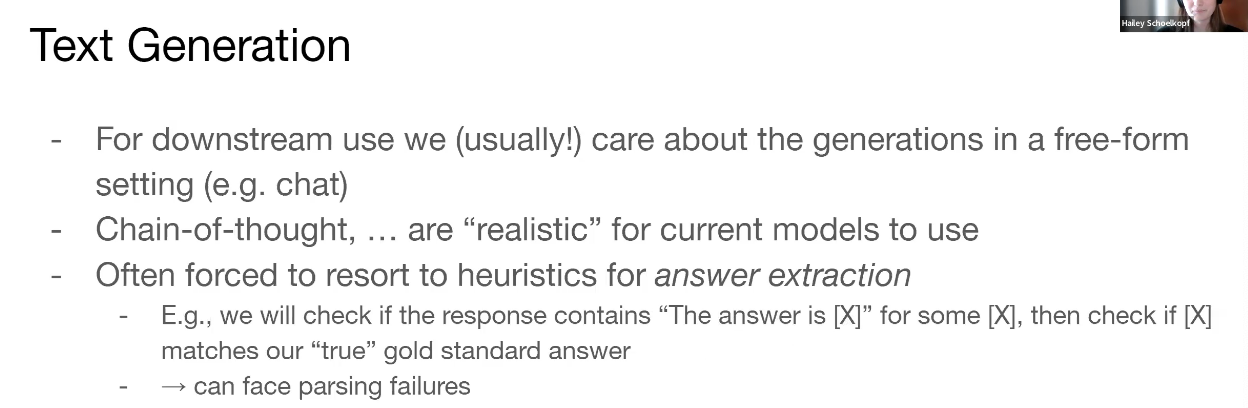 Hailey Schoelkopf
Text Generation
- For downstream use we (usually!) care about the generations in a free-form
setting (e.g. chat)
- Chain-of-thought, … are “realistic” for current models to use
- Often forced to resort to heuristics for answer extraction
- E.g., we will check if the response contains “The answer is [X]” for some [X], then check if [X]
matches our “true” gold standard answer
- → can face parsing failures